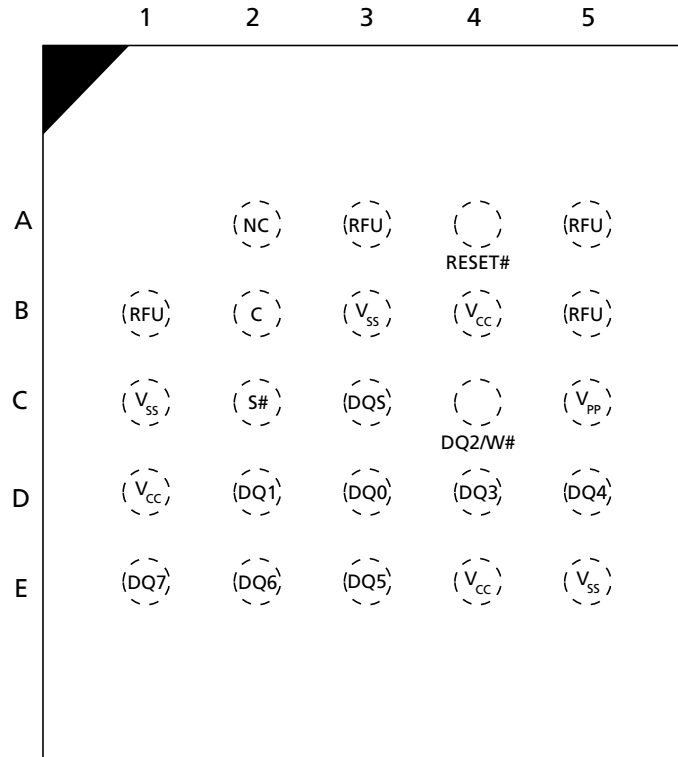 1 2 3 4 5
A NC RFU RFU
RESET#
B RFU C VSS VCC RFU
C VSS S# DQS VPP
DQ2/W#
D VCC DQ1 DQ0 DQ3 DQ4
E DQ7 DQ6 DQ5 VCC VSS